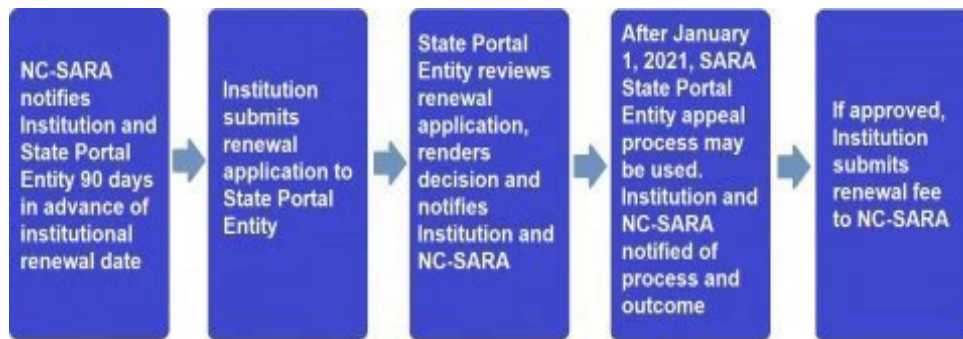 NC-SARA
notifies
Institution and
State Portal
Entity 90 days
in advance of
institutional
renewal date
Institution
submits
renewal
application to
State Portal
Entity
State Portal
Entity reviews
renewal
application,
renders
decision and
notifies
Institution and
NC-SARA
After January
1, 2021, SARA
State Portal
Entity appeal
process may
be used.
Institution and
NC-SARA
notified of
process and
outcome
If approved,
Institution
submits
renewal fee
to NC-SARA